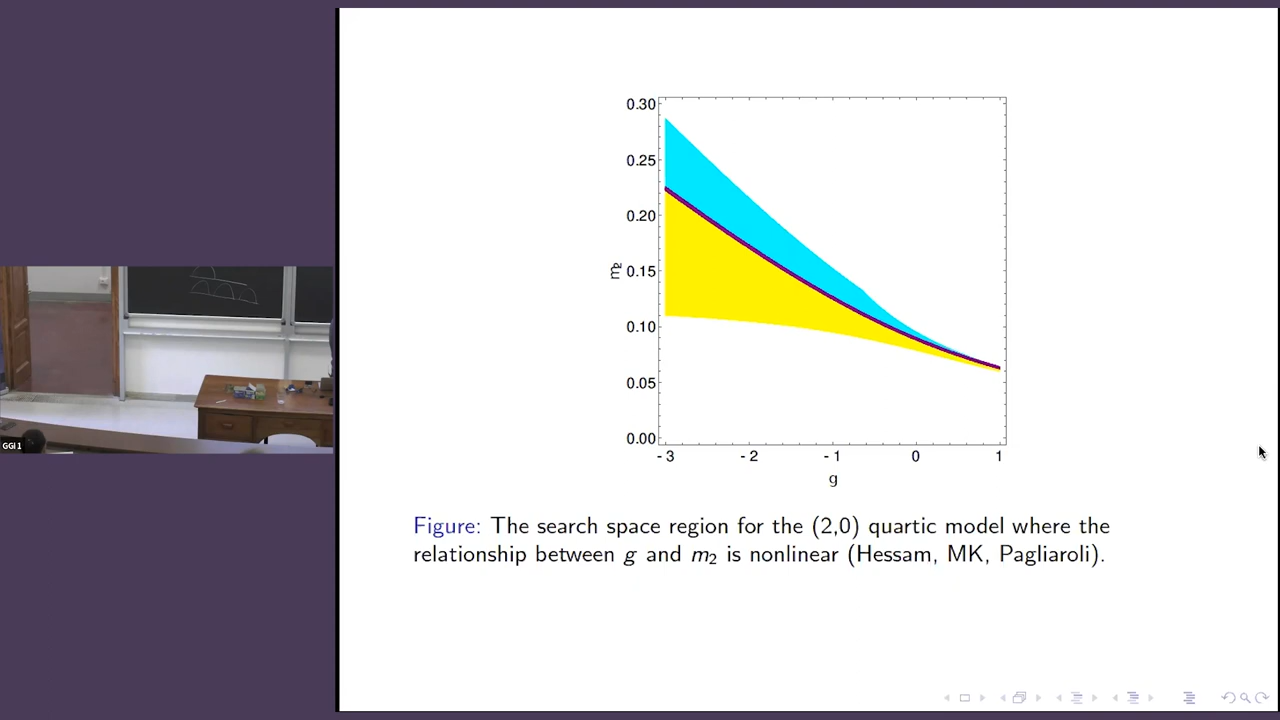 0.30
0.25
0.20
m2 0.15
0.10
0.05
0.00
-3 -2 -1 0 1
g
Figure: The search space region for the (2,0) quartic model where the
relationship between g and m2 is nonlinear (Hessam, MK, Pagliaroli).
GGI 1